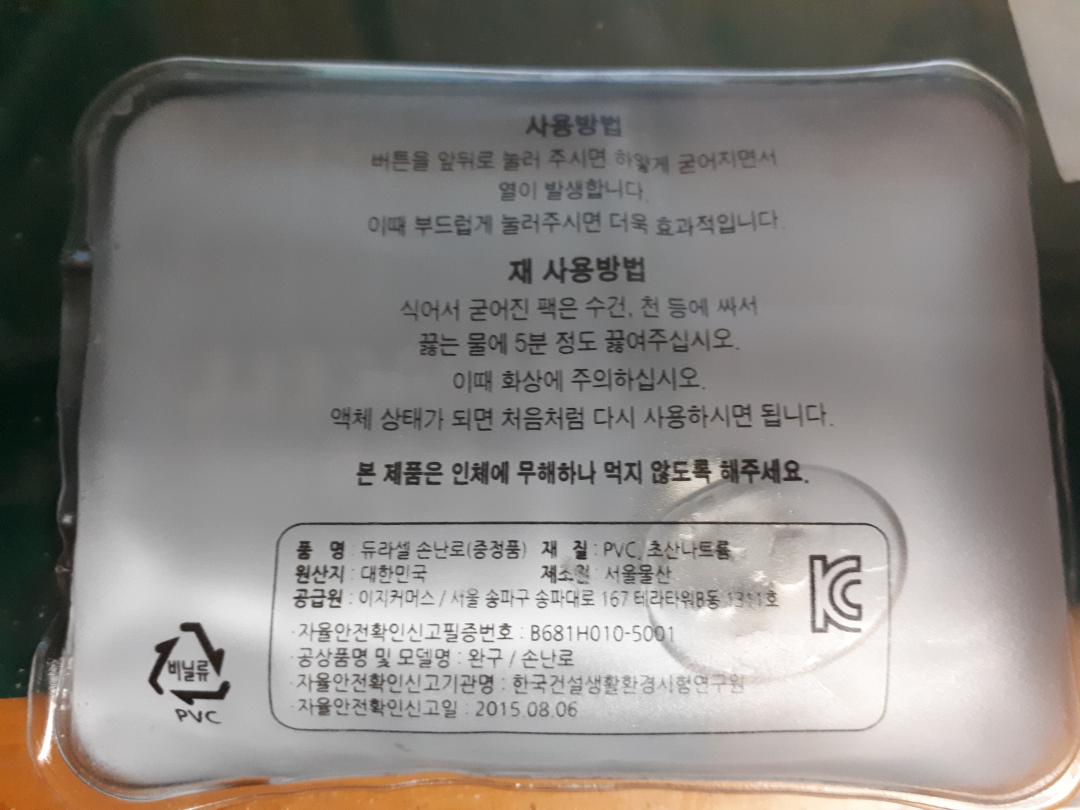 사용방법
버튼을 앞뒤로 눌러 주시면 하얗게 굳어지면서
열이 발생합니다.
이때 부드럽게 눌러주시면 더욱 효과적입니다.
재 사용방법
식어서 굳어진 팩은 수건, 천 등에 싸서
끓는 물에 5분 정도 끓여주십시오.
이때 화상에 주의하십시오.
액체 상태가 되면 처음처럼 다시 사용하시면 됩니다.
본 제품은 인체에 무해하나 먹지 않도록 해주세요.
품 명 : 듀라셀 손난로(증정품) 재 질 : PVC, 초산나트륨
원산지 : 대한민국 제조원 : 서울물산
공급원 : 이지커머스 / 서울 송파구 송파대로 167 테라타워B동 1311호
·자율안전확인신고필증번호 : B681H010-5001
·공상품명 및 모델명 : 완구 / 손난로
·자율안전확인신고기관명 : 한국건설생활환경시험연구원
·자율안전확인신고일 : 2015.08.06
KC
비닐류
PVC